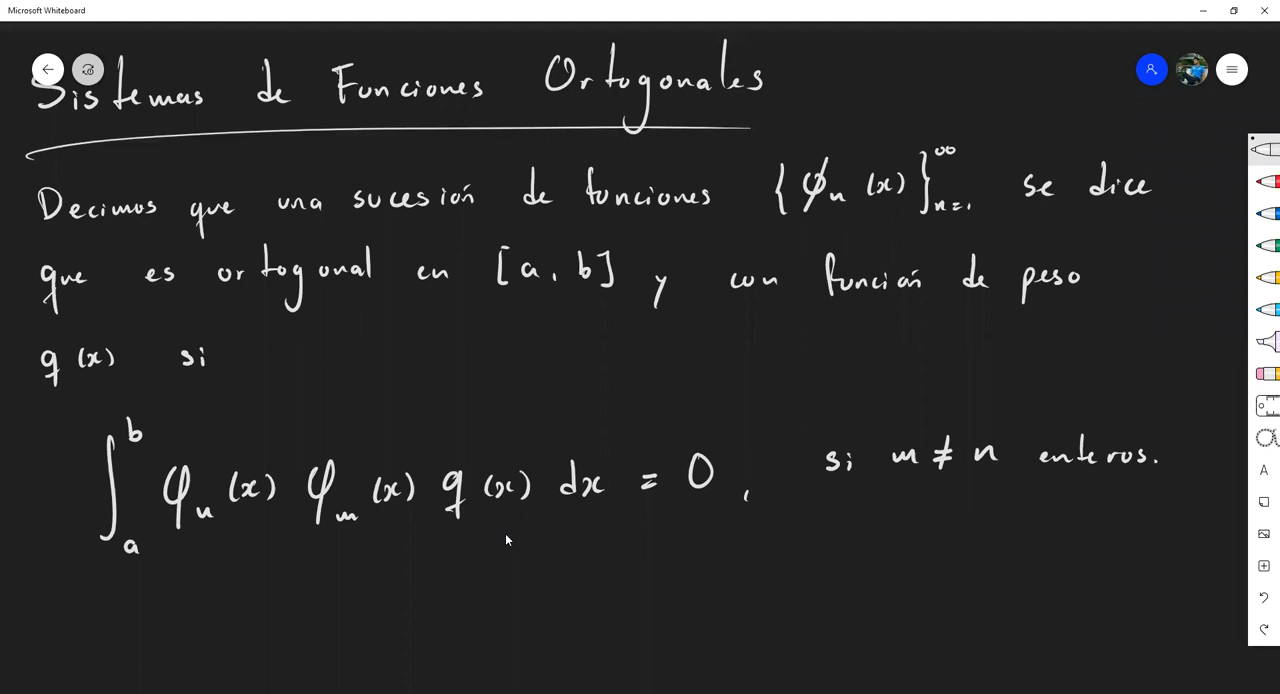 Microsoft Whiteboard
Sistemas de Funciones Ortogonales
Decimos que una sucesión de funciones {φₙ(x)}ₙ₌₁^∞ se dice
que es ortogonal en [a, b] y con función de peso
q(x) si
∫ₐᵇ φₙ(x) φₘ(x) q(x) dx = 0, si m ≠ n enteros.
A